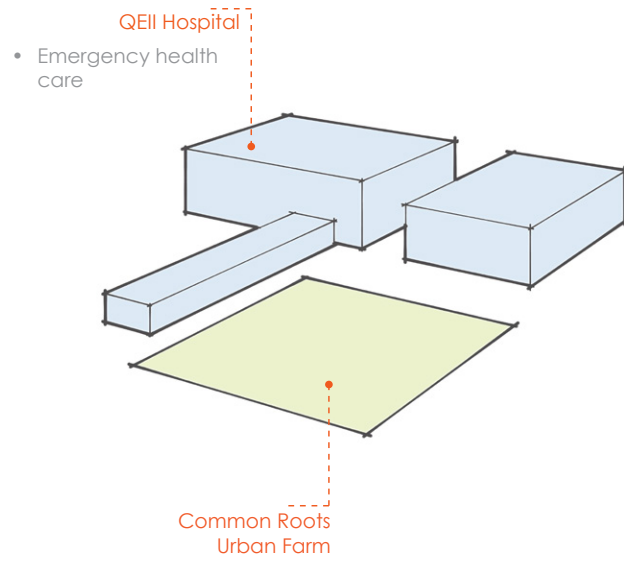 QEII Hospital
• Emergency health
care
Common Roots
Urban Farm